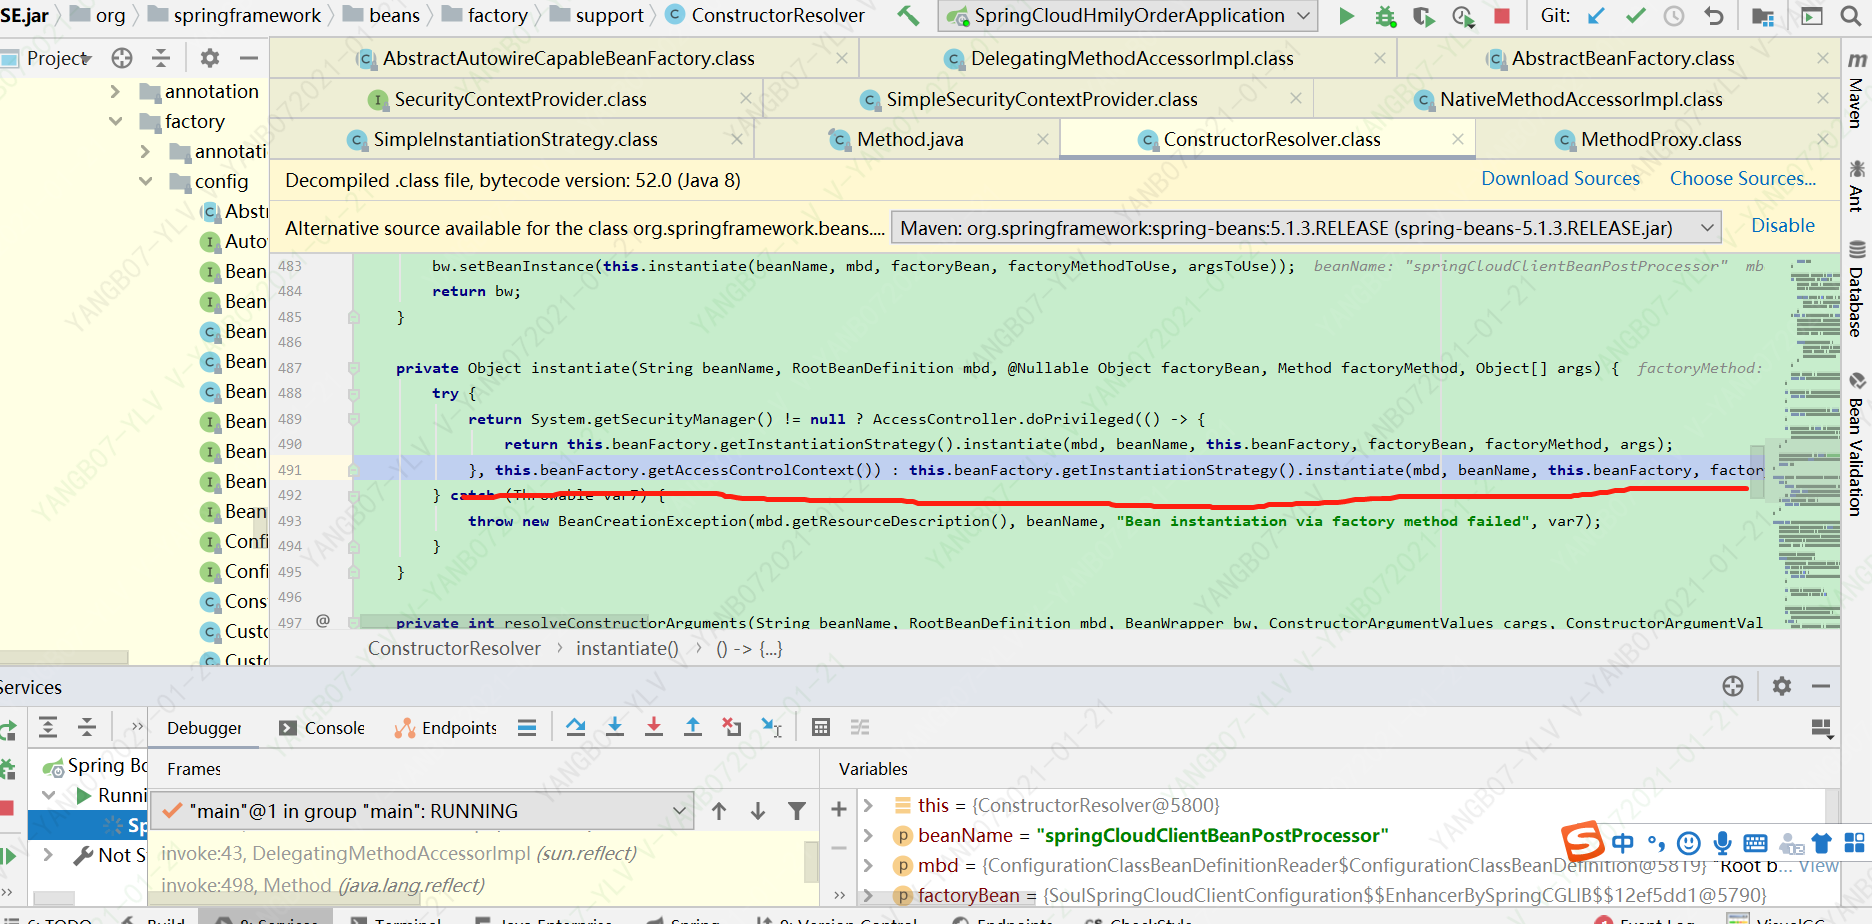 SE.jar org springframework beans factory support ConstructorResolver SpringCloudHmilyOrderApplication Git:
Project
AbstractAutowireCapableBeanFactory.class DelegatingMethodAccessorImpl.class AbstractBeanFactory.class
SecurityContextProvider.class SimpleSecurityContextProvider.class NativeMethodAccessorImpl.class
SimpleInstantiationStrategy.class Method.java ConstructorResolver.class MethodProxy.class
annotation
factory
annotati
config
Abst
Auto
Bean
Bean
Bean
Bean
Bean
Bean
Bean
Bean
Bean
Confi
Confi
Cons
Custo
Custo
Decompiled .class file, bytecode version: 52.0 (Java 8) Download Sources Choose Sources...
Alternative source available for the class org.springframework.beans.... Maven: org.springframework:spring-beans:5.1.3.RELEASE (spring-beans-5.1.3.RELEASE.jar) Disable
483 bw.setBeanInstance(this.instantiate(beanName, mbd, factoryBean, factoryMethodToUse, argsToUse)); beanName: "springCloudClientBeanPostProcessor" mb
484 return bw;
485 }
486
487 private Object instantiate(String beanName, RootBeanDefinition mbd, @Nullable Object factoryBean, Method factoryMethod, Object[] args) { factoryMethod:
488 try {
489 return System.getSecurityManager() != null ? AccessController.doPrivileged(() -> {
490 return this.beanFactory.getInstantiationStrategy().instantiate(mbd, beanName, this.beanFactory, factoryBean, factoryMethod, args);
491 }, this.beanFactory.getAccessControlContext()) : this.beanFactory.getInstantiationStrategy().instantiate(mbd, beanName, this.beanFactory, factor
492 } catch (Throwable var7) {
493 throw new BeanCreationException(mbd.getResourceDescription(), beanName, "Bean instantiation via factory method failed", var7);
494 }
495 }
496
497 @ private int resolveConstructorArguments(String beanName, RootBeanDefinition mbd, BeanWrapper bw, ConstructorArgumentValues cargs, ConstructorArgumentVal
ConstructorResolver › instantiate() › () -> {...}
Maven
Ant
Database
Bean Validation
Services
Debugger Console Endpoints
Spring Bo
Runni
Sp
Not S
Frames
"main"@1 in group "main": RUNNING
invoke:43, DelegatingMethodAccessorImpl (sun.reflect)
invoke:498, Method (java.lang.reflect)
Variables
this = {ConstructorResolver@5800}
beanName = "springCloudClientBeanPostProcessor"
mbd = {ConfigurationClassBeanDefinitionReader$ConfigurationClassBeanDefinition@5819} "Root b... View
factoryBean = {SoulSpringCloudClientConfiguration$$EnhancerBySpringCGLIB$$12ef5dd1@5790}
中
6: TODO Build 8: Services Terminal Java Enterprise Spring 9: Version Control Endpoints CheckStyle Event Log VisualGC
YANGB07-YLV V-YANB0722021-01-21